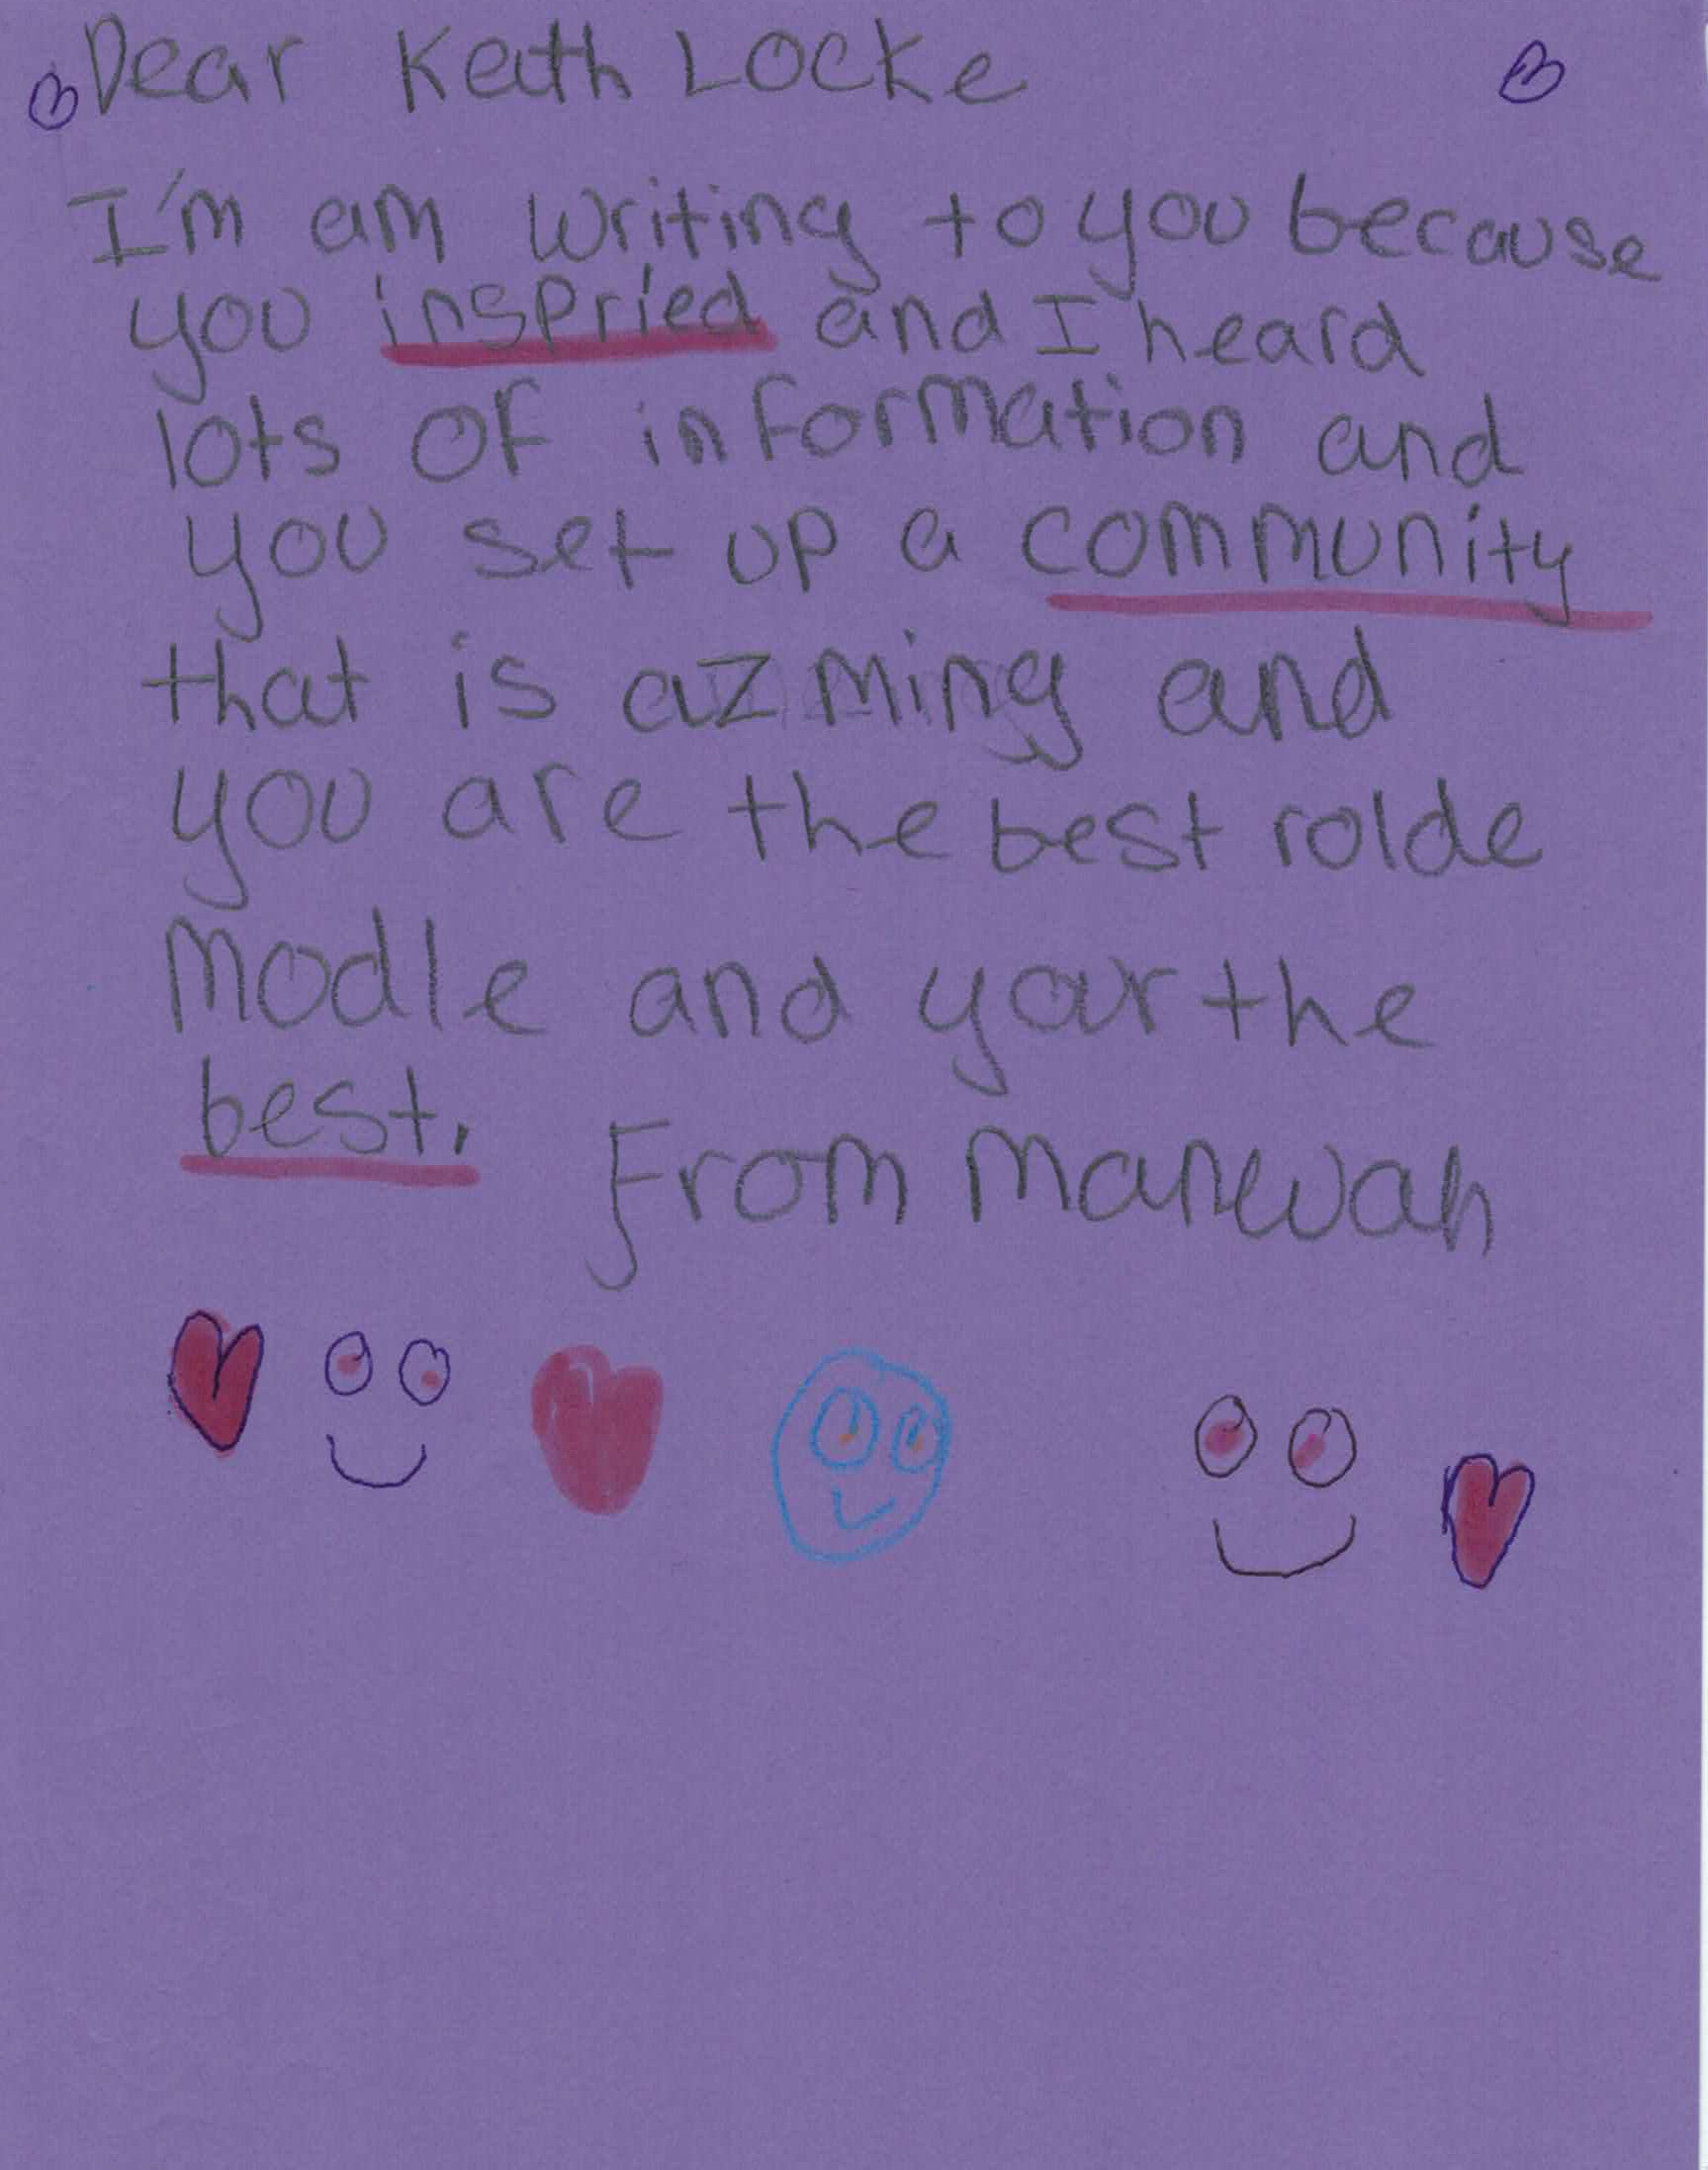 Dear Keith Locke
I'm am writing to you because
you inspried and I heard
lots of information and
you set up a community
that is azming and
you are the best rolde
modle and your the
best.
From Marwah